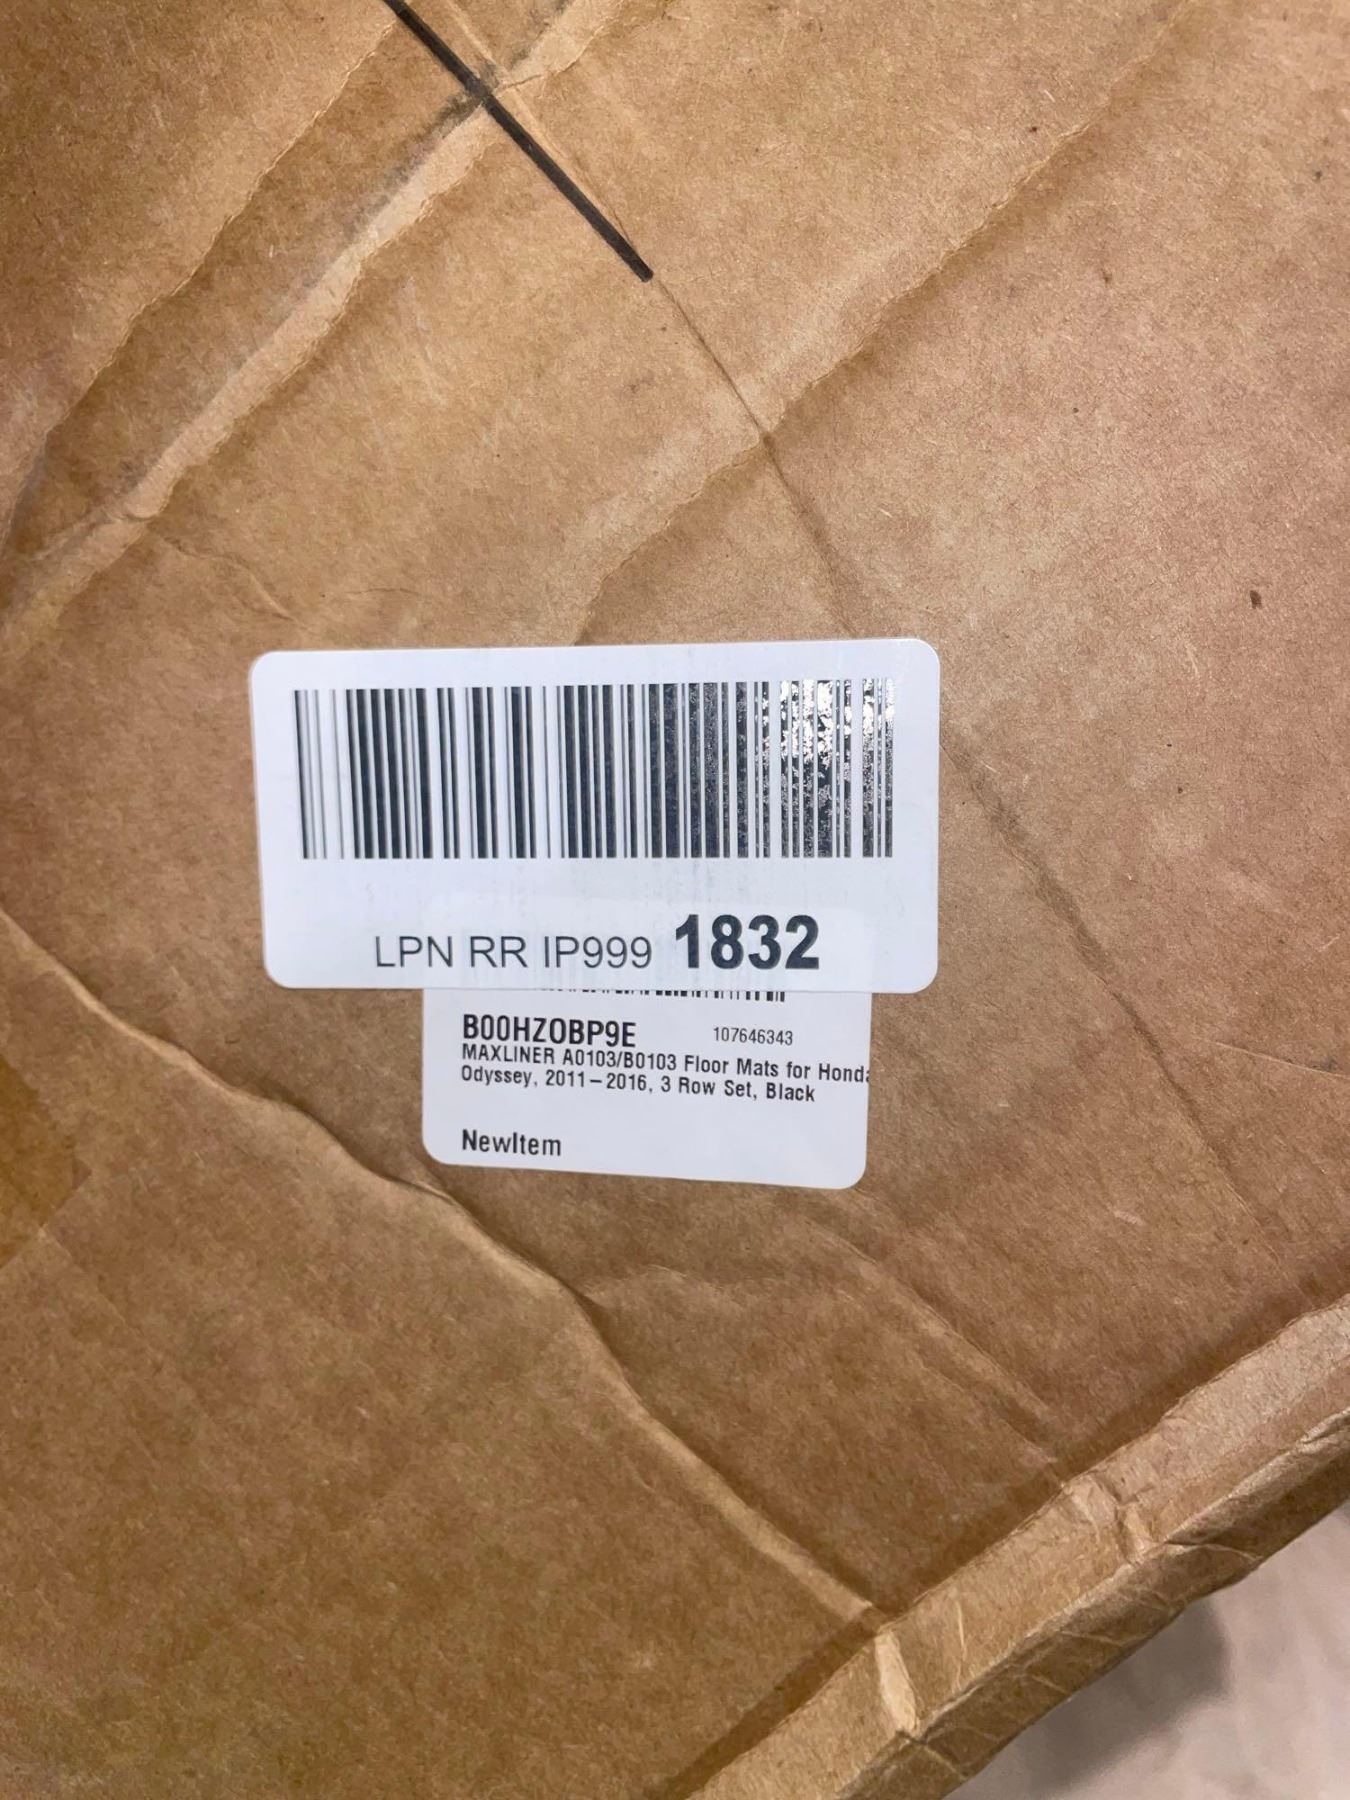 LPN RR IP999 1832
B00HZOBP9E 107646343
MAXLINER A0103/B0103 Floor Mats for Honda
Odyssey, 2011-2016, 3 Row Set, Black
NewItem